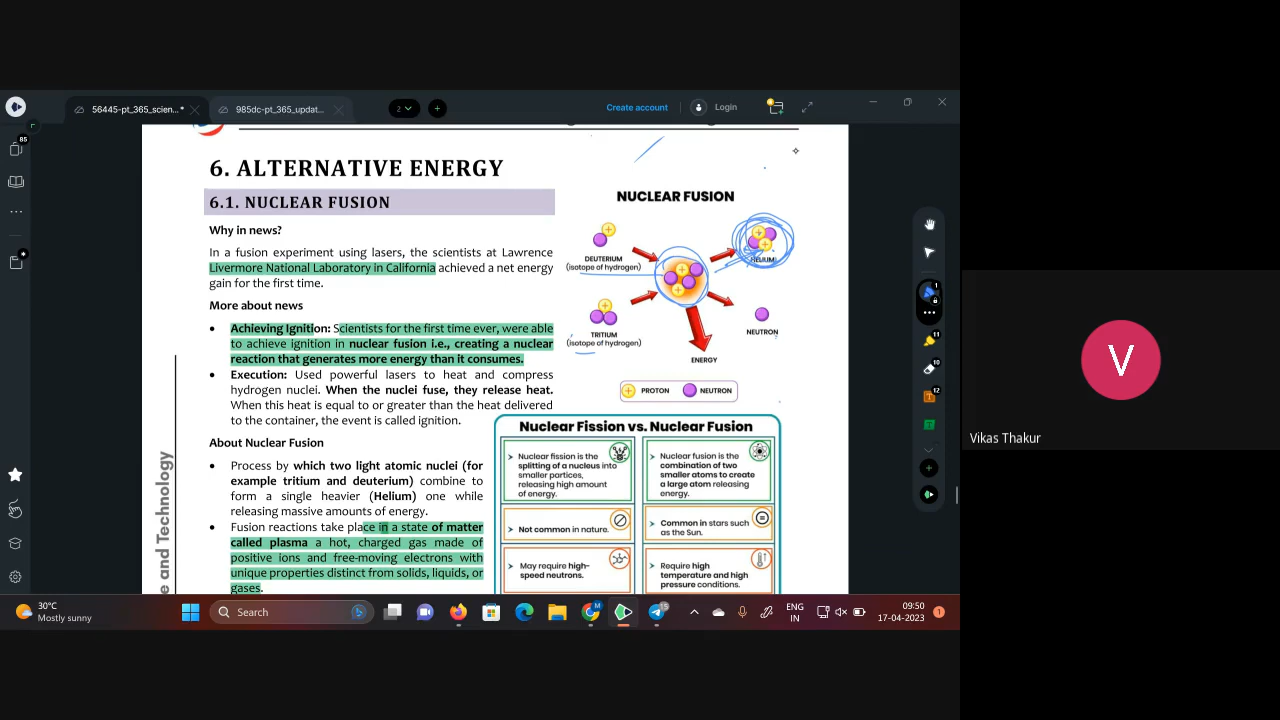 56445-pt_365_scien...*
985dc-pt_365_updat...
2
Create account
Login
85
6. ALTERNATIVE ENERGY
6.1. NUCLEAR FUSION
Why in news?
In a fusion experiment using lasers, the scientists at Lawrence
Livermore National Laboratory in California achieved a net energy
gain for the first time.
More about news
• Achieving Ignition: Scientists for the first time ever, were able
to achieve ignition in nuclear fusion i.e., creating a nuclear
reaction that generates more energy than it consumes.
• Execution: Used powerful lasers to heat and compress
hydrogen nuclei. When the nuclei fuse, they release heat.
When this heat is equal to or greater than the heat delivered
to the container, the event is called ignition.
About Nuclear Fusion
• Process by which two light atomic nuclei (for
example tritium and deuterium) combine to
form a single heavier (Helium) one while
releasing massive amounts of energy.
• Fusion reactions take place in a state of matter
called plasma a hot, charged gas made of
positive ions and free-moving electrons with
unique properties distinct from solids, liquids, or
gases.
NUCLEAR FUSION
DEUTERIUM
(isotope of hydrogen)
HELIUM
TRITIUM
(isotope of hydrogen)
NEUTRON
ENERGY
PROTON
NEUTRON
Nuclear Fission vs. Nuclear Fusion
Nuclear fission is the
splitting of a nucleus into
smaller partices,
releasing high amount
of energy.
Nuclear fusion is the
combination of two
smaller atoms to create
a large atom releasing
energy.
Not common in nature.
Common in stars such
as the Sun.
May require high-
speed neutrons.
Require high
temperature and high
pressure conditions.
e and Technology
1
11
10
12
V
Vikas Thakur
30°C
Mostly sunny
Search
M
15
ENG
IN
09:50
17-04-2023
1